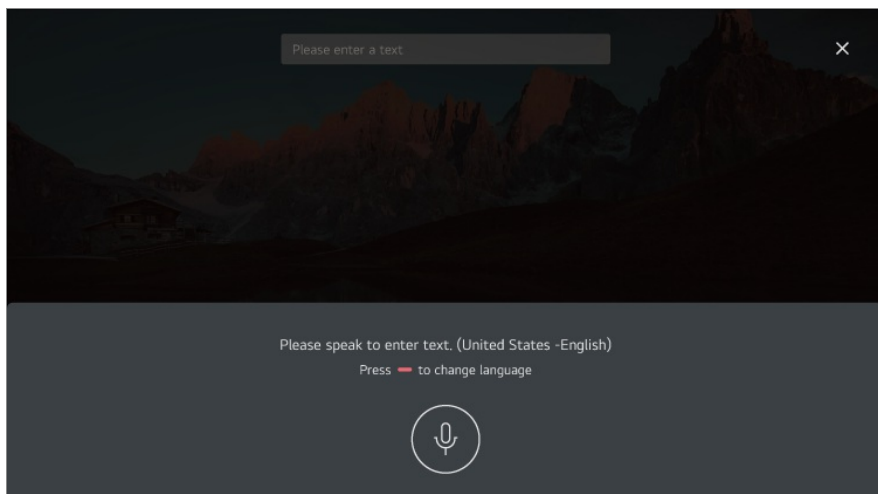 Please enter a text
Please speak to enter text. (United States -English)
Press to change language